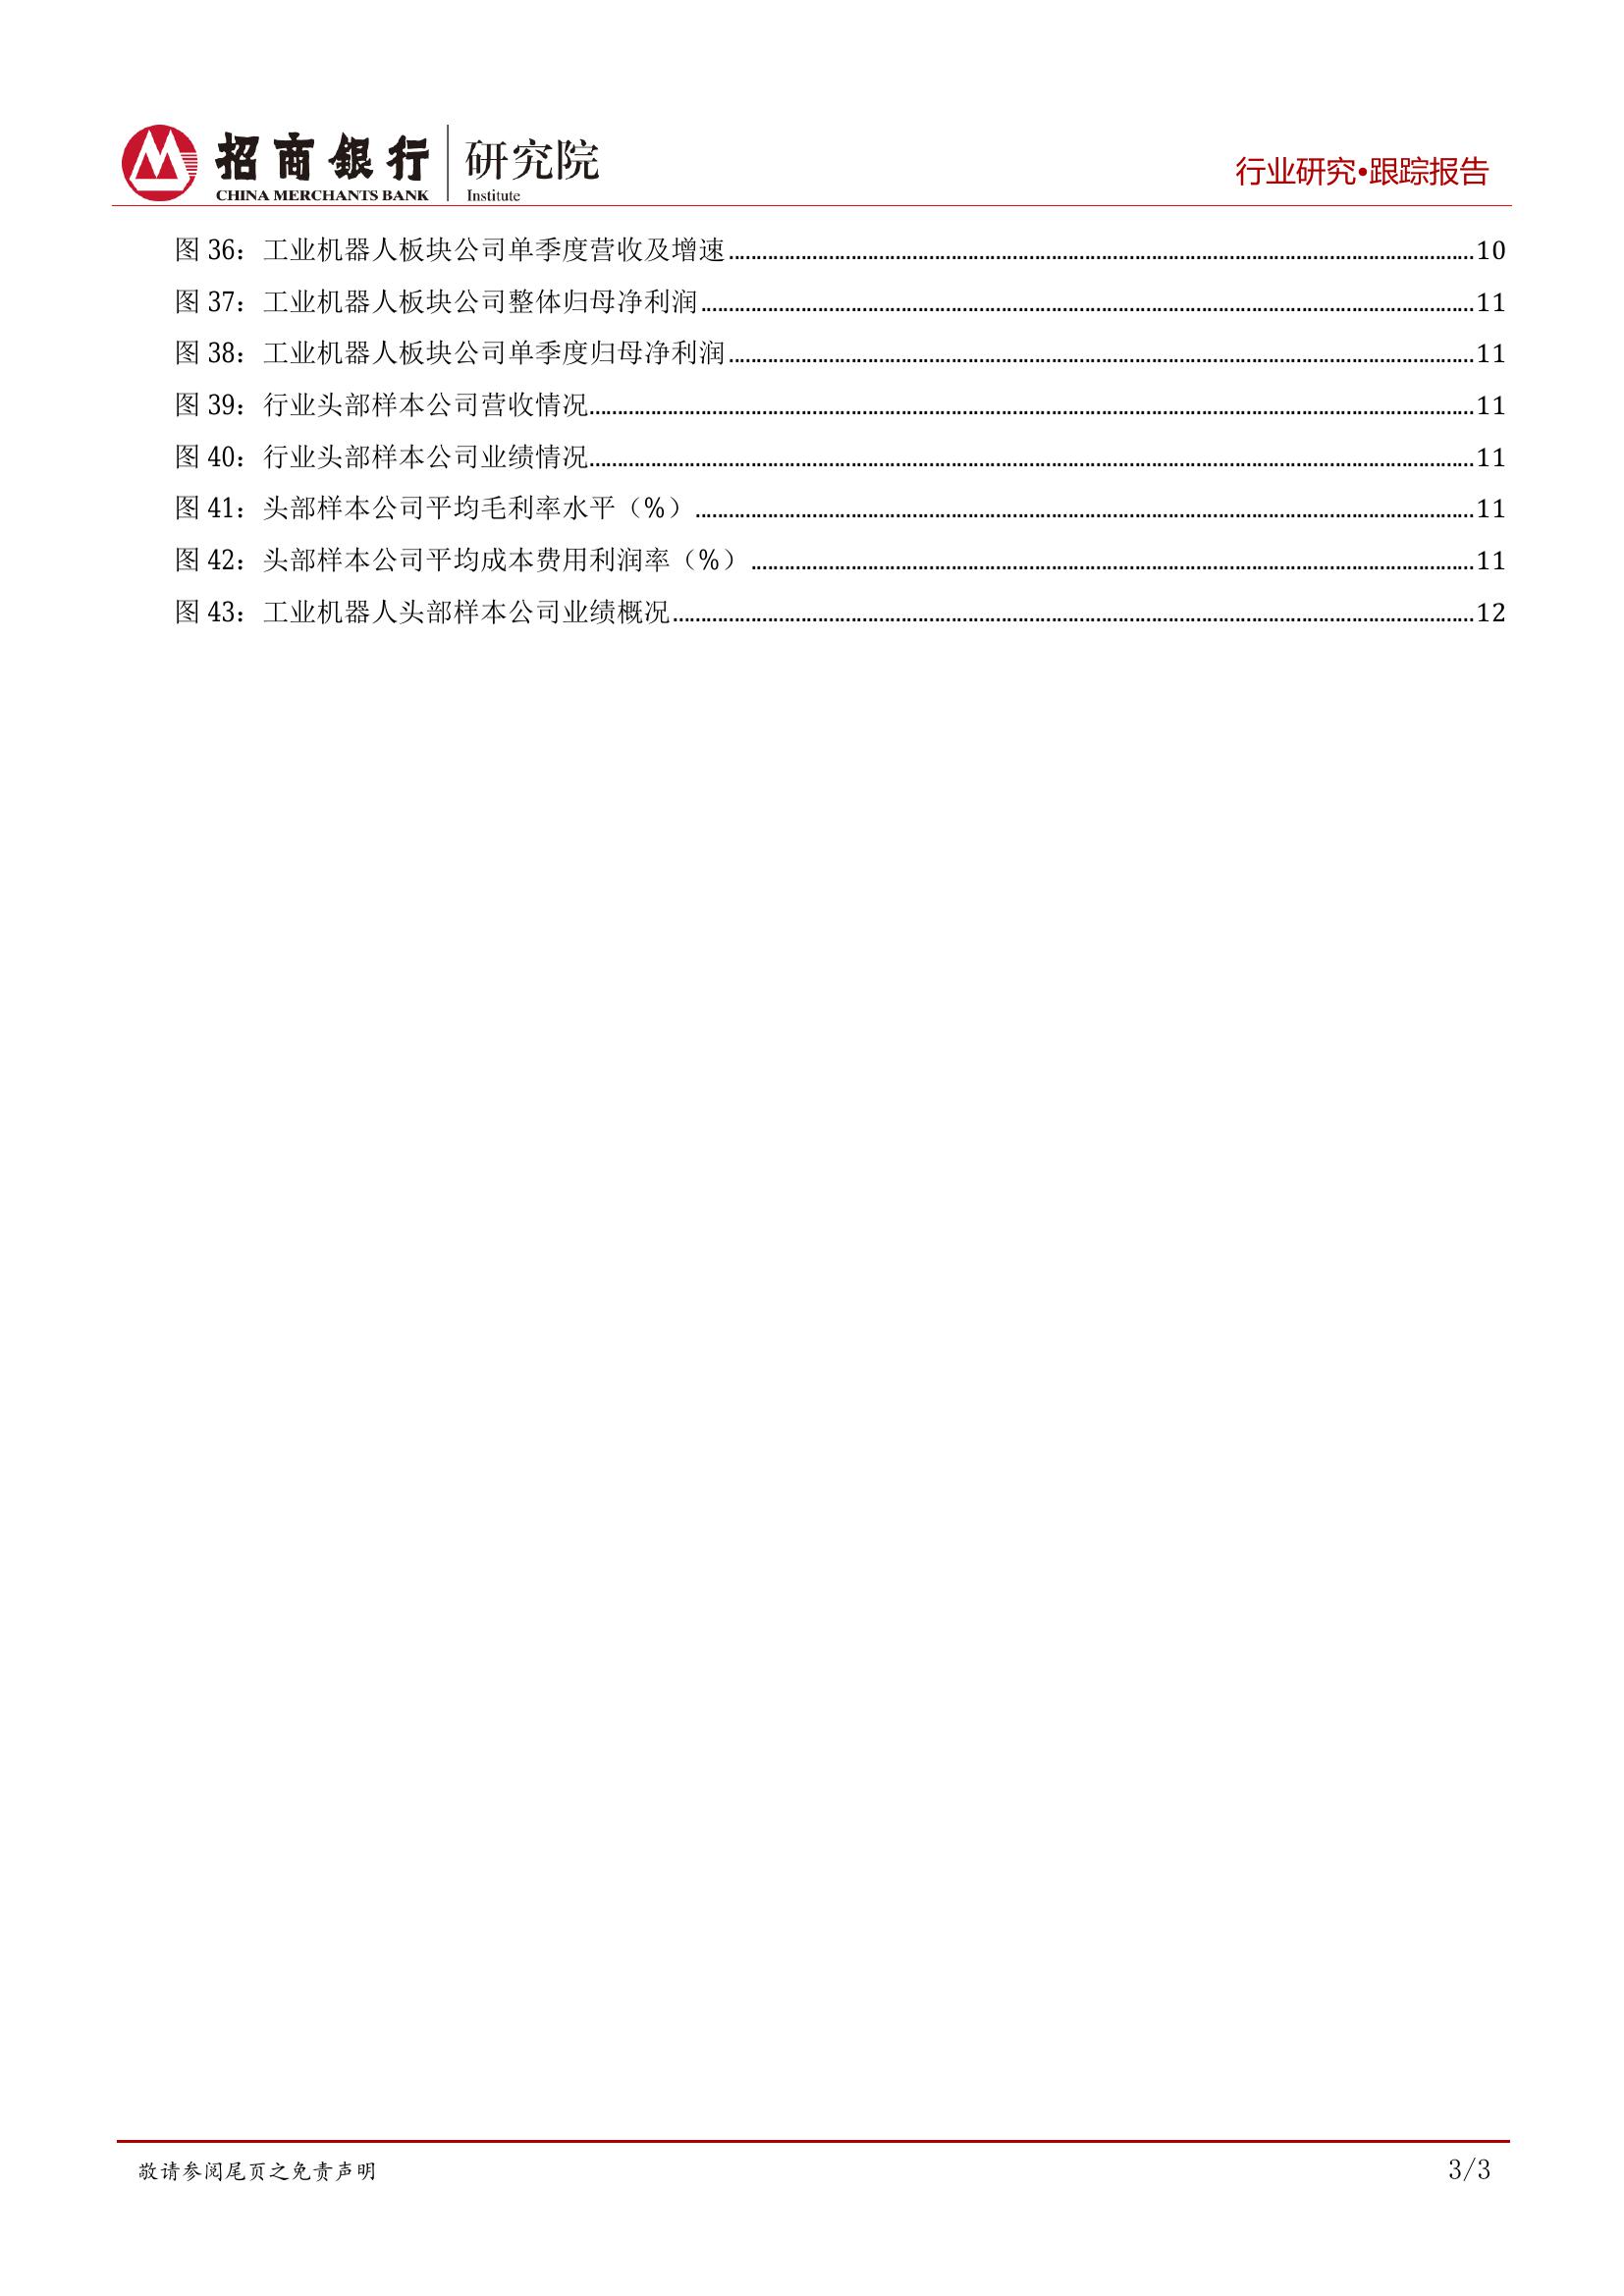 招商銀行 研究院
CHINA MERCHANTS BANK Institute
行业研究•跟踪报告
图 36：工业机器人板块公司单季度营收及增速........................10
图 37：工业机器人板块公司整体归母净利润........................11
图 38：工业机器人板块公司单季度归母净利润........................11
图 39：行业头部样本公司营收情况........................11
图 40：行业头部样本公司业绩情况........................11
图 41：头部样本公司平均毛利率水平（%）........................11
图 42：头部样本公司平均成本费用利润率（%）........................11
图 43：工业机器人头部样本公司业绩概况........................12
敬请参阅尾页之免责声明
3/3